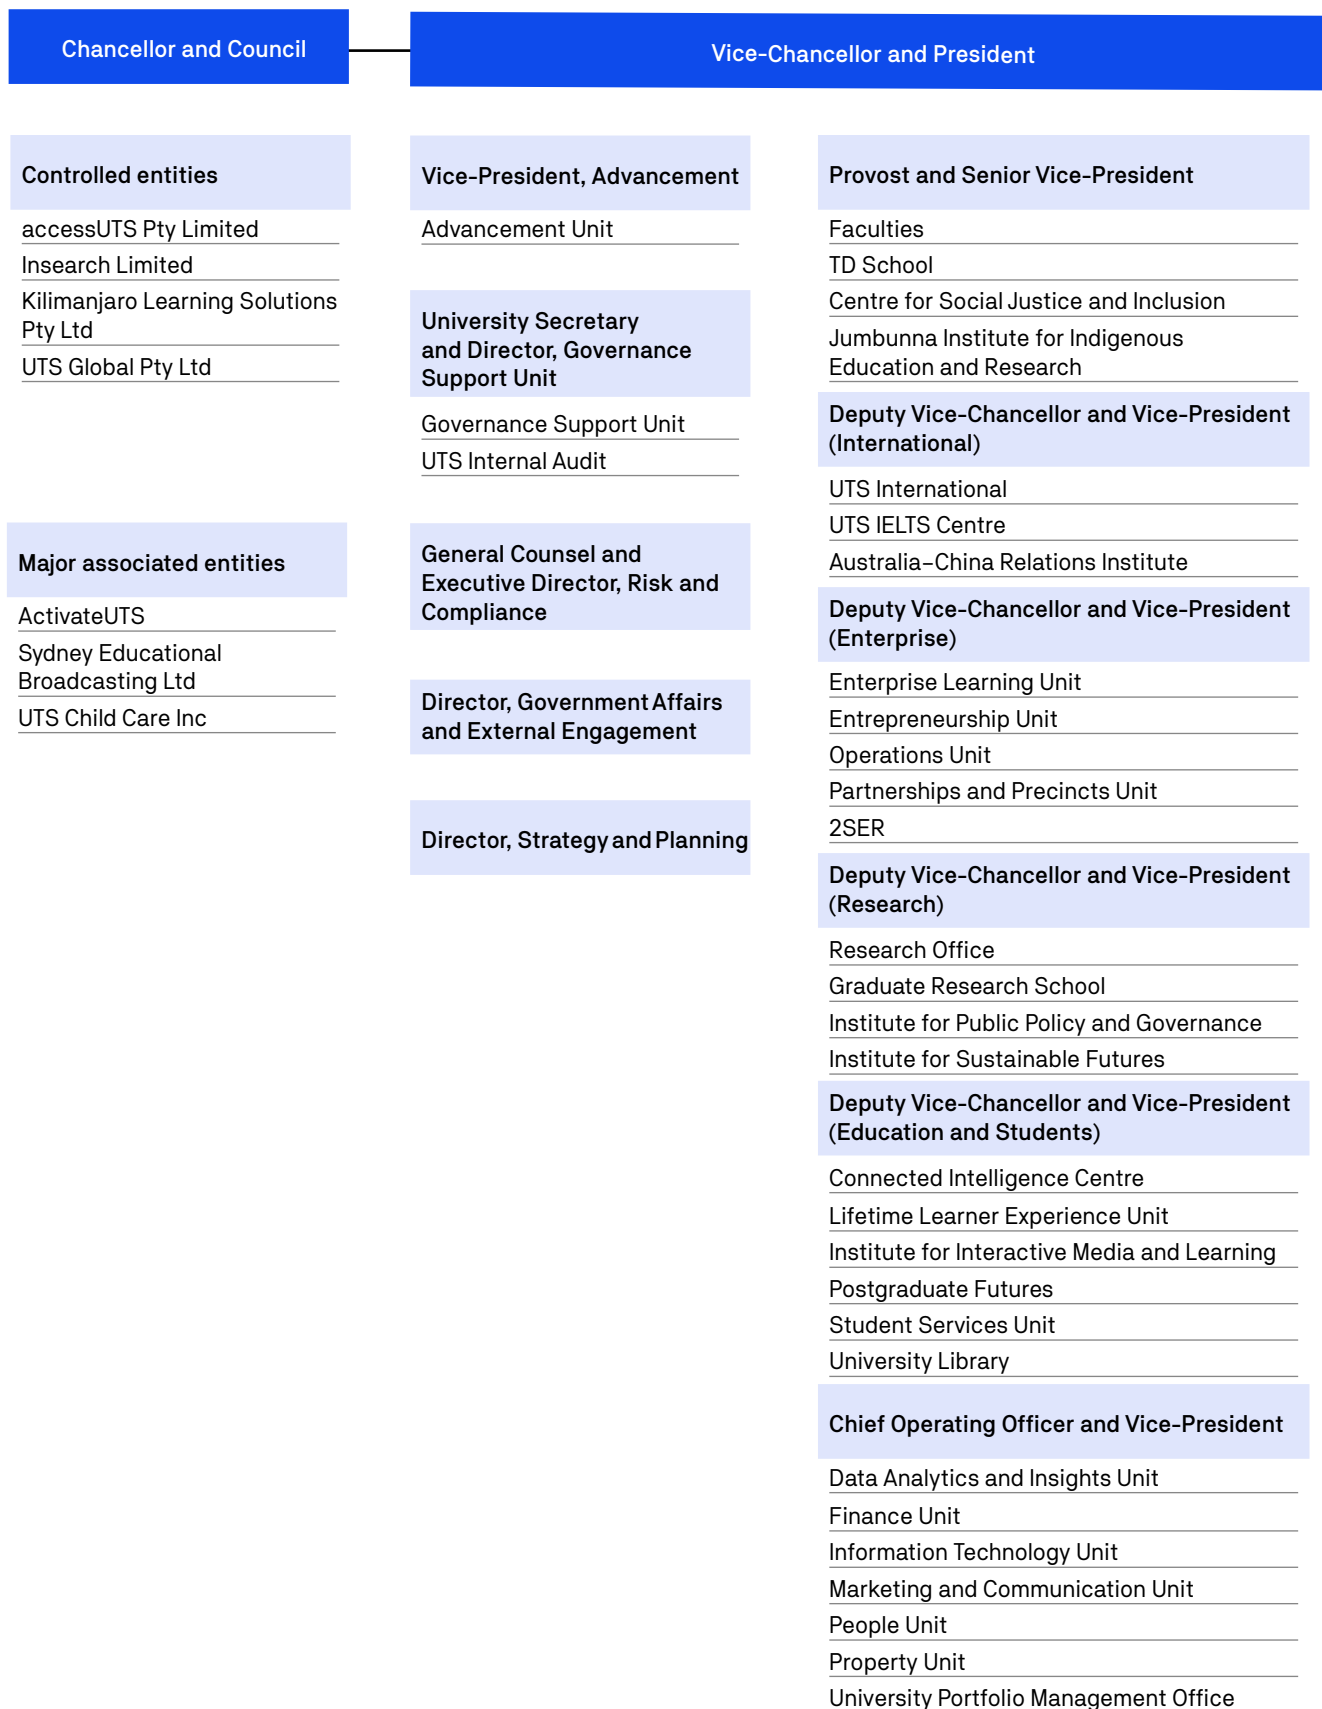 Chancellor and Council
Vice-Chancellor and President
Controlled entities
accessUTS Pty Limited
Insearch Limited
Kilimanjaro Learning Solutions
Pty Ltd
UTS Global Pty Ltd
Major associated entities
ActivateUTS
Sydney Educational
Broadcasting Ltd
UTS Child Care Inc
Vice-President, Advancement
Advancement Unit
University Secretary
and Director, Governance
Support Unit
Governance Support Unit
UTS Internal Audit
General Counsel and
Executive Director, Risk and
Compliance
Director, Government Affairs
and External Engagement
Director, Strategy and Planning
Provost and Senior Vice-President
Faculties
TD School
Centre for Social Justice and Inclusion
Jumbunna Institute for Indigenous
Education and Research
Deputy Vice-Chancellor and Vice-President
(International)
UTS International
UTS IELTS Centre
Australia–China Relations Institute
Deputy Vice-Chancellor and Vice-President
(Enterprise)
Enterprise Learning Unit
Entrepreneurship Unit
Operations Unit
Partnerships and Precincts Unit
2SER
Deputy Vice-Chancellor and Vice-President
(Research)
Research Office
Graduate Research School
Institute for Public Policy and Governance
Institute for Sustainable Futures
Deputy Vice-Chancellor and Vice-President
(Education and Students)
Connected Intelligence Centre
Lifetime Learner Experience Unit
Institute for Interactive Media and Learning
Postgraduate Futures
Student Services Unit
University Library
Chief Operating Officer and Vice-President
Data Analytics and Insights Unit
Finance Unit
Information Technology Unit
Marketing and Communication Unit
People Unit
Property Unit
University Portfolio Management Office